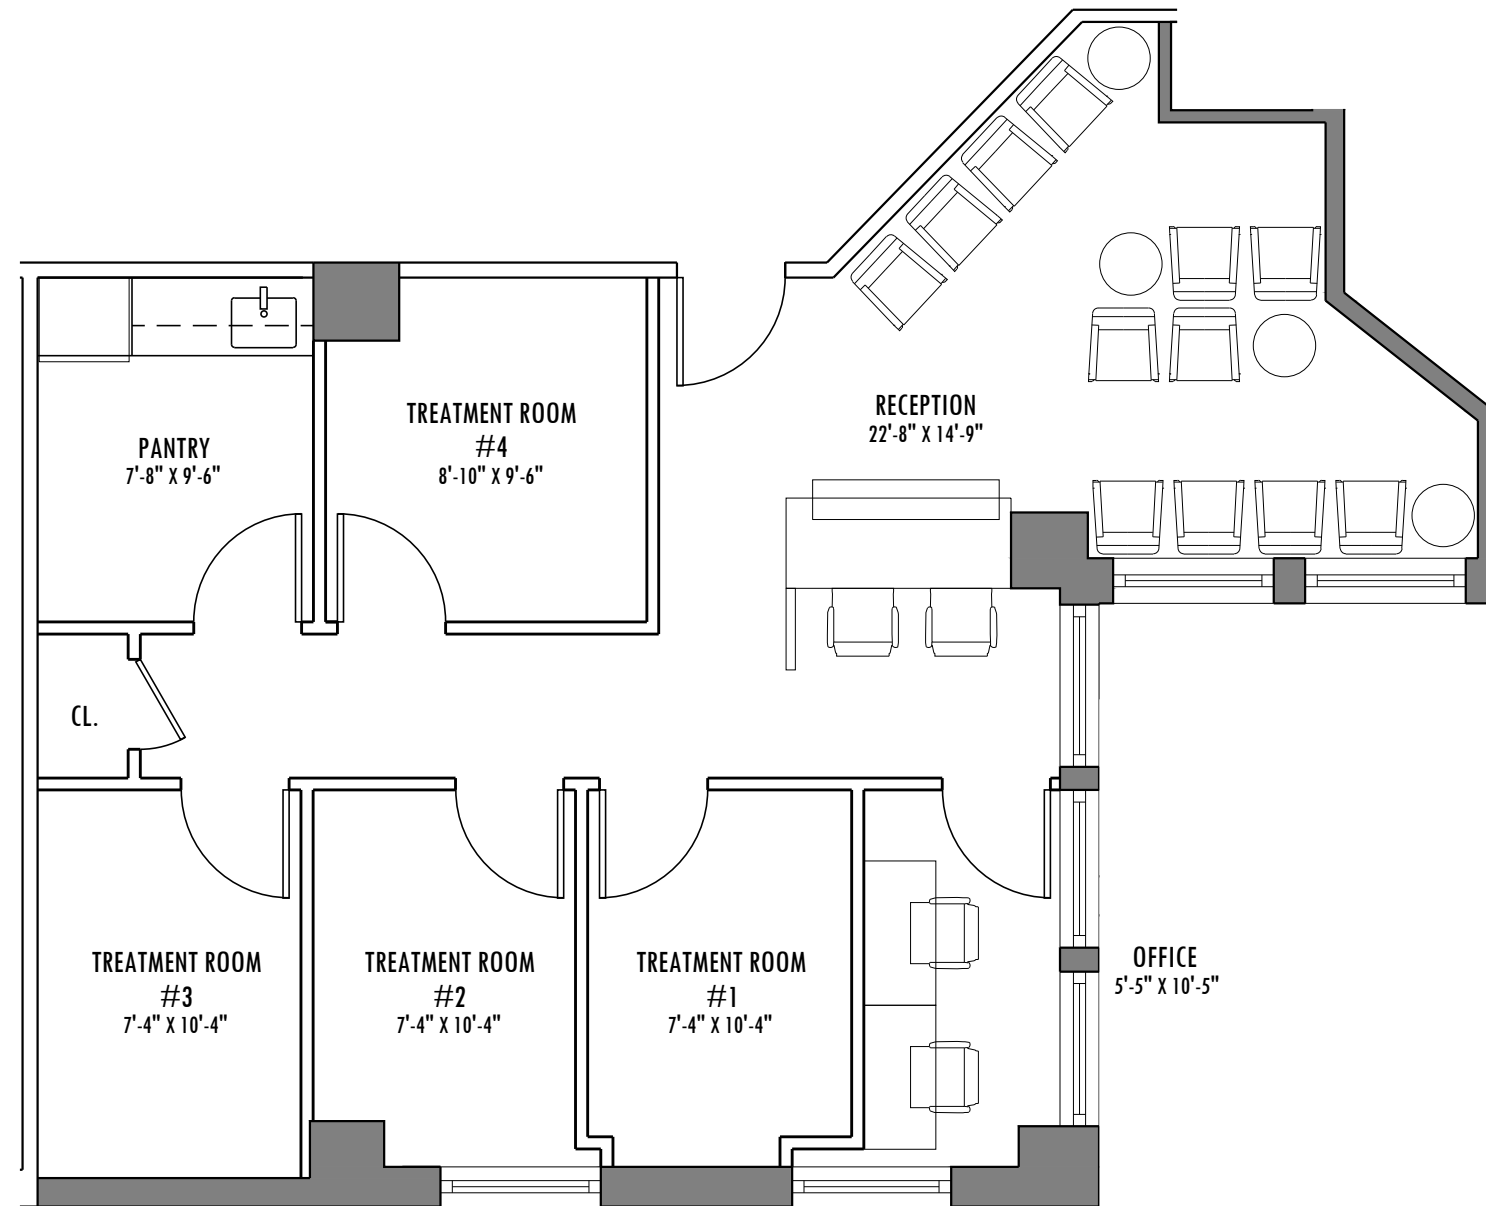 RECEPTION
22'-8" X 14'-9"
TREATMENT ROOM
#4
8'-10" X 9'-6"
PANTRY
7'-8" X 9'-6"
CL.
TREATMENT ROOM
#3
7'-4" X 10'-4"
TREATMENT ROOM
#2
7'-4" X 10'-4"
TREATMENT ROOM
#1
7'-4" X 10'-4"
OFFICE
5'-5" X 10'-5"